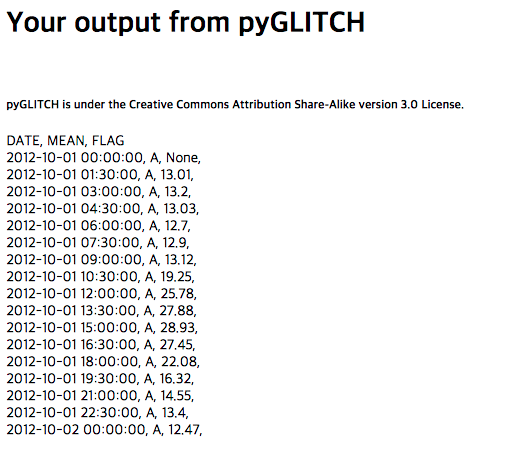 Your output from pyGLITCH
pyGLITCH is under the Creative Commons Attribution Share-Alike version 3.0 License.
DATE, MEAN, FLAG
2012-10-01 00:00:00, A, None,
2012-10-01 01:30:00, A, 13.01,
2012-10-01 03:00:00, A, 13.2,
2012-10-01 04:30:00, A, 13.03,
2012-10-01 06:00:00, A, 12.7,
2012-10-01 07:30:00, A, 12.9,
2012-10-01 09:00:00, A, 13.12,
2012-10-01 10:30:00, A, 19.25,
2012-10-01 12:00:00, A, 25.78,
2012-10-01 13:30:00, A, 27.88,
2012-10-01 15:00:00, A, 28.93,
2012-10-01 16:30:00, A, 27.45,
2012-10-01 18:00:00, A, 22.08,
2012-10-01 19:30:00, A, 16.32,
2012-10-01 21:00:00, A, 14.55,
2012-10-01 22:30:00, A, 13.4,
2012-10-02 00:00:00, A, 12.47,